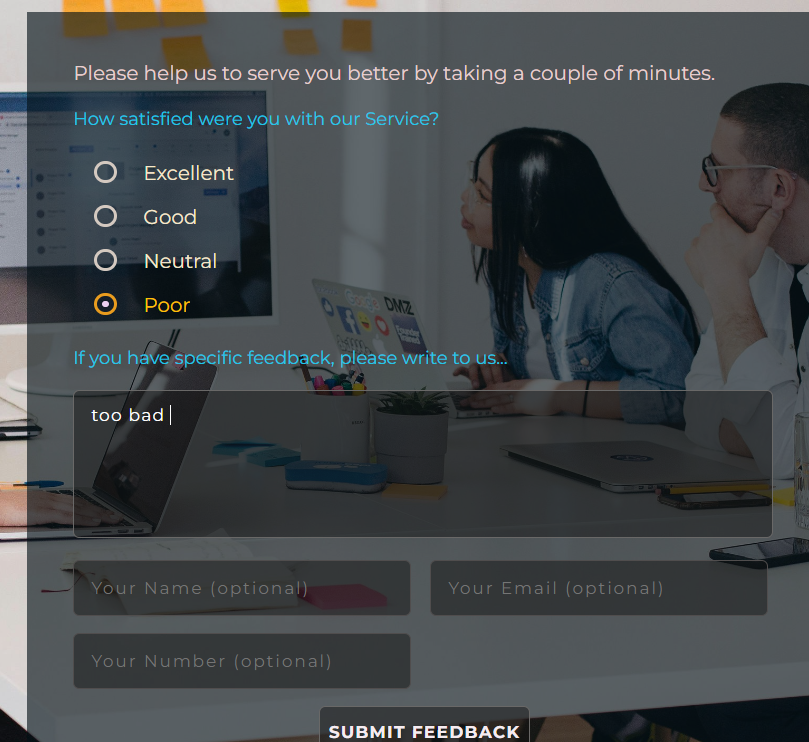 Please help us to serve you better by taking a couple of minutes.
How satisfied were you with our Service?
Excellent
Good
Neutral
Poor
If you have specific feedback, please write to us...
too bad
Your Name (optional)
Your Email (optional)
Your Number (optional)
SUBMIT FEEDBACK
DMZ